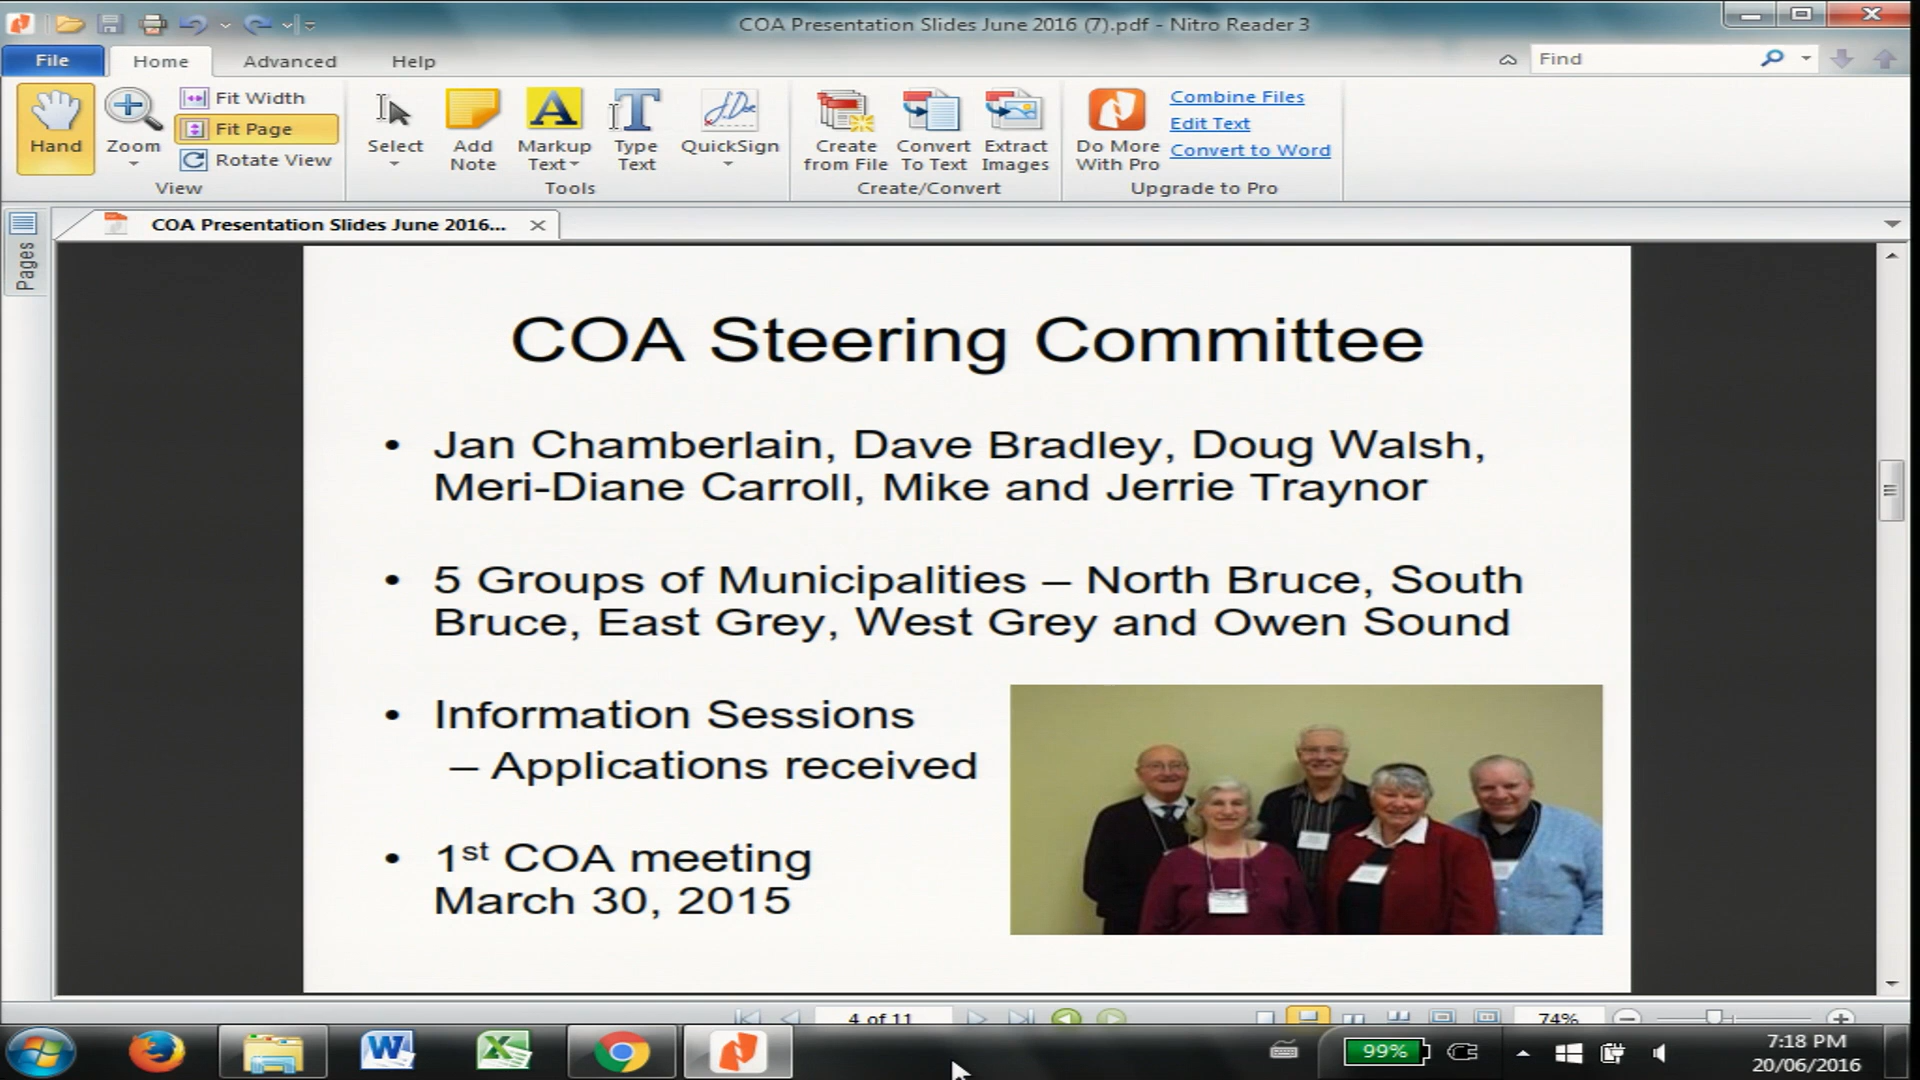 COA Presentation Slides June 2016 (7).pdf - Nitro Reader 3
File
Home
Advanced
Help
Find
Hand
Zoom
Fit Width
Fit Page
Rotate View
View
Select
Add Note
Markup Text
Type Text
QuickSign
Tools
Create from File
Convert To Text
Extract Images
Create/Convert
Do More With Pro
Combine Files
Edit Text
Convert to Word
Upgrade to Pro
Pages
COA Presentation Slides June 2016...
COA Steering Committee
• Jan Chamberlain, Dave Bradley, Doug Walsh,
Meri-Diane Carroll, Mike and Jerrie Traynor
• 5 Groups of Municipalities – North Bruce, South
Bruce, East Grey, West Grey and Owen Sound
• Information Sessions
– Applications received
• 1st COA meeting
March 30, 2015
4 of 11
74%
99%
7:18 PM
20/06/2016